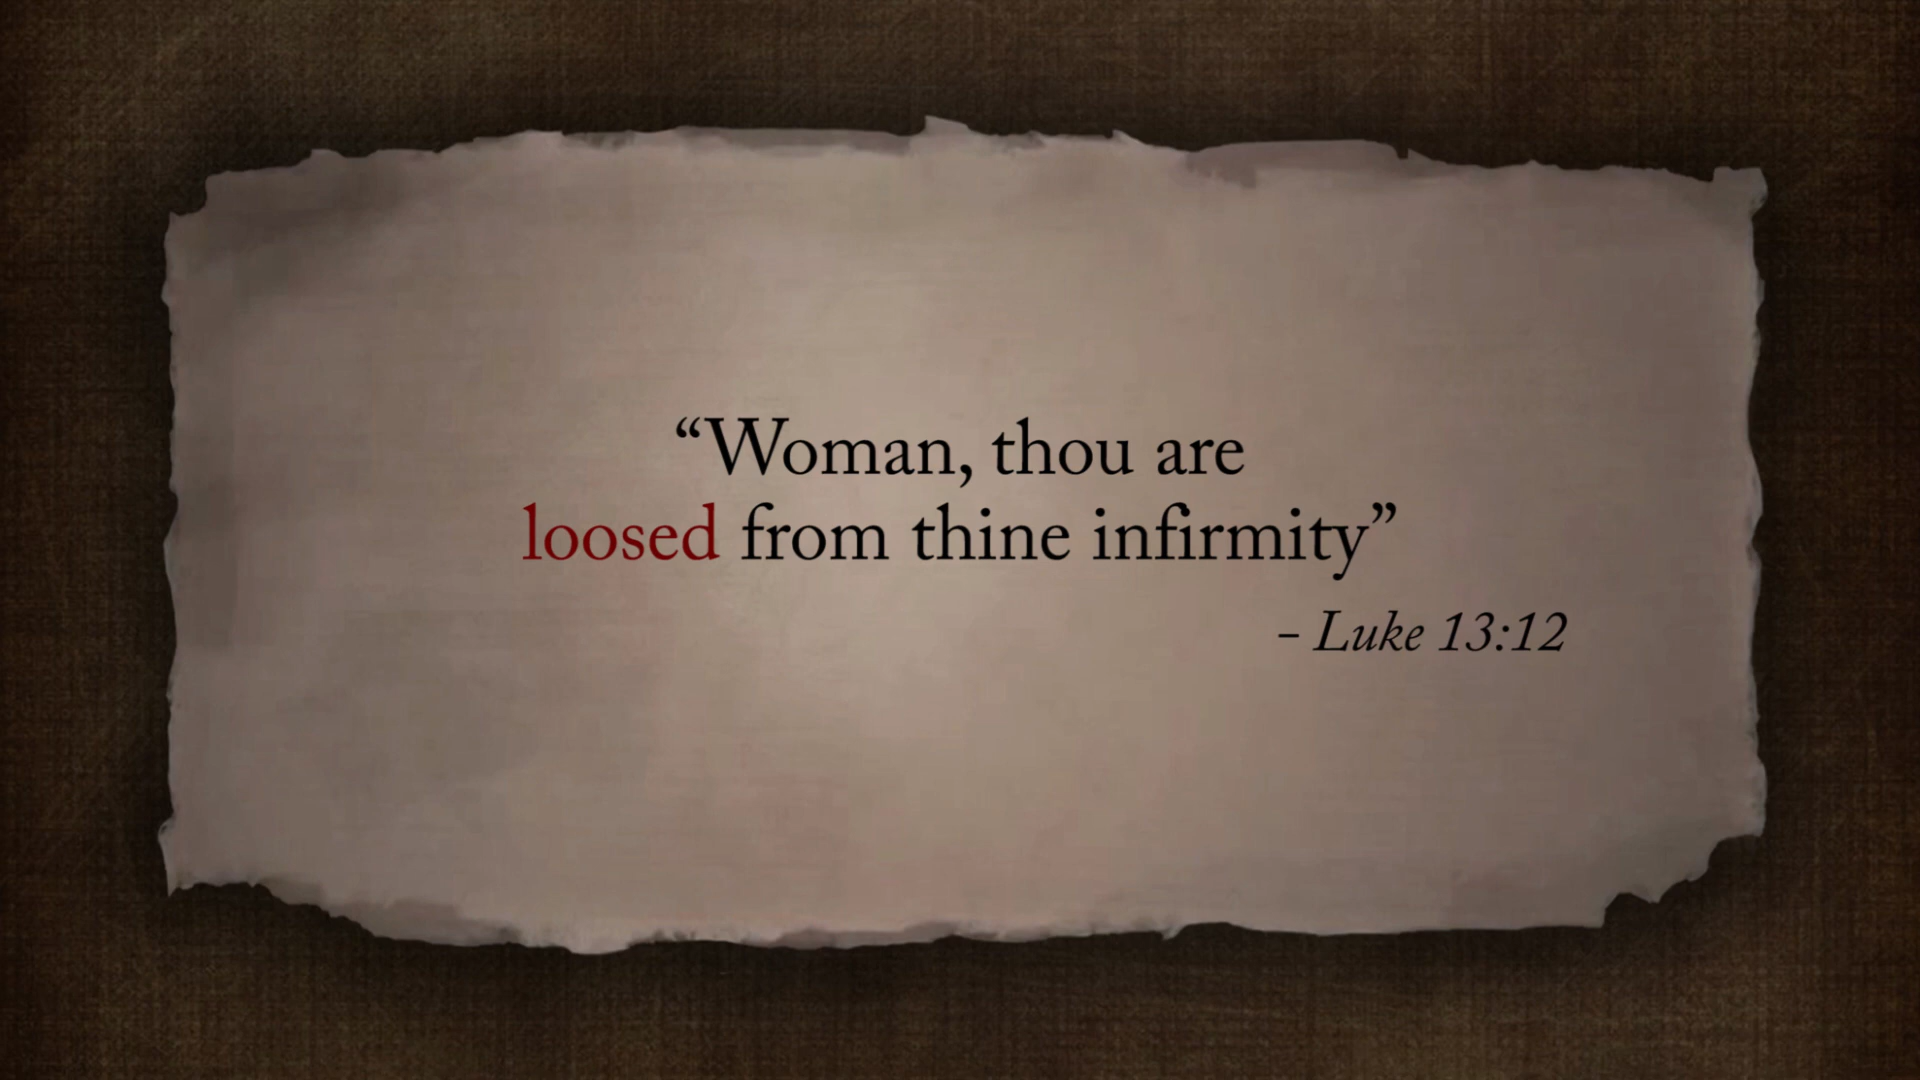 “Woman, thou are
loosed from thine infirmity”
– Luke 13:12